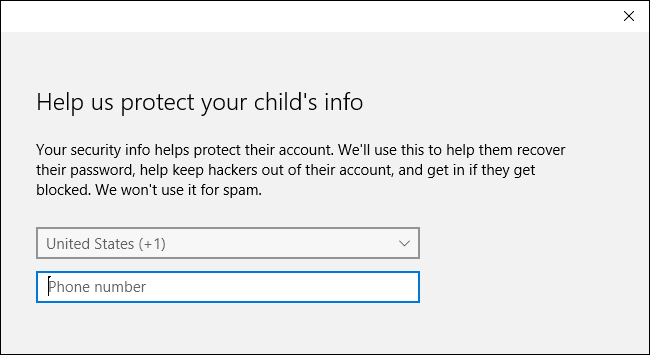 Help us protect your child's info
Your security info helps protect their account. We'll use this to help them recover
their password, help keep hackers out of their account, and get in if they get
blocked. We won't use it for spam.
United States (+1)
Phone number